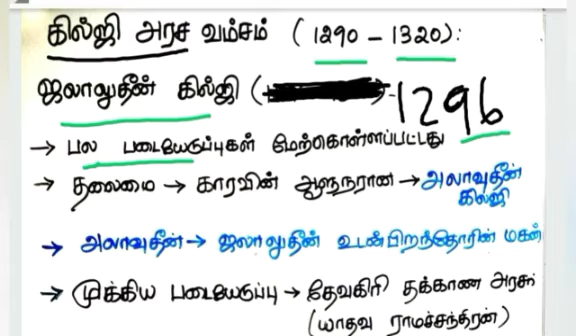 கில்ஜி அரச வம்சம் (1290 - 1320):
ஜலாலுதீன் கில்ஜி ( ) - 1296
→ பல படையெடுப்புகள் மேற்கொள்ளப்பட்டது
→ தலைமை → காரவின் ஆளுநரான → அலாவுதீன் கில்ஜி
→ அலாவுதீன் → ஜலாலுதீன் உடன்பிறந்தோரின் மகன்
→ முக்கிய படையெடுப்பு → தேவகிரி தக்காண அரசர்
(யாதவ ராமச்சந்திரன்)